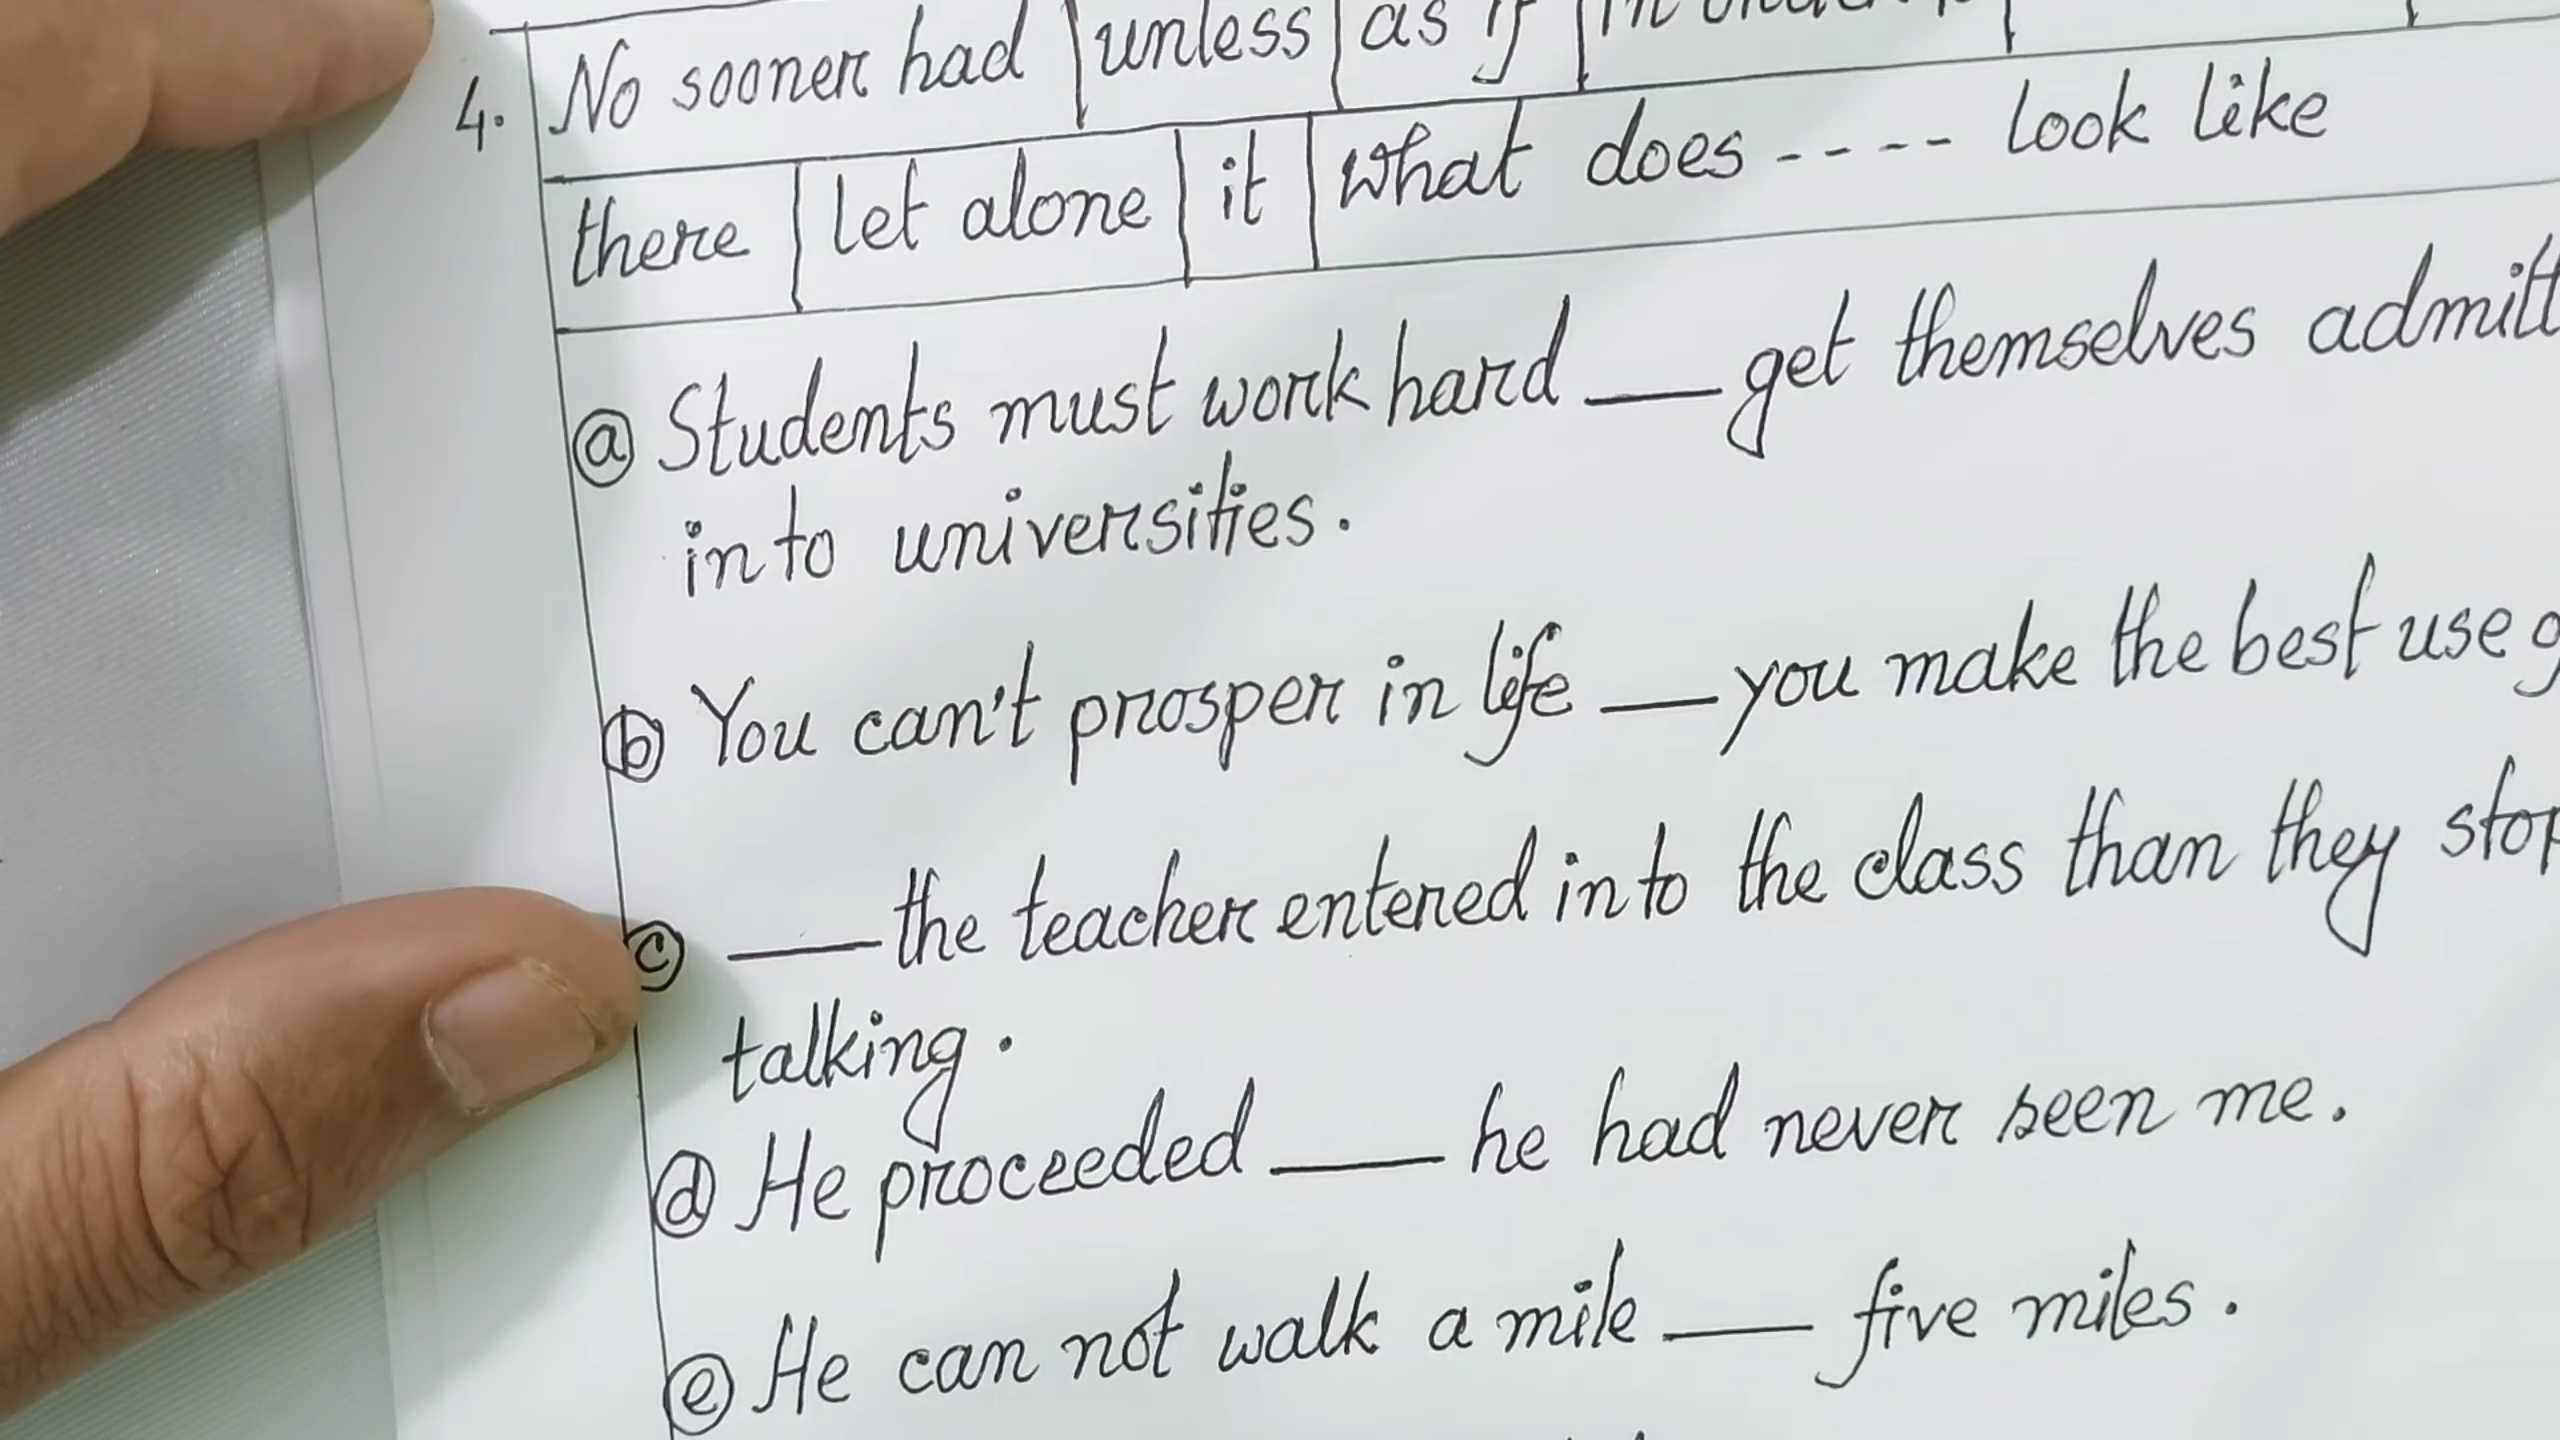 4. No sooner had unless as if
there let alone it what does ---- look like
ⓐ Students must work hard ___ get themselves
into universities.
ⓑ You can't prosper in life ___ you make the best use
ⓒ ___ the teacher entered into the class than they
talking.
ⓓ He proceeded ___ he had never seen me.
ⓔ He can not walk a mile ___ five miles.